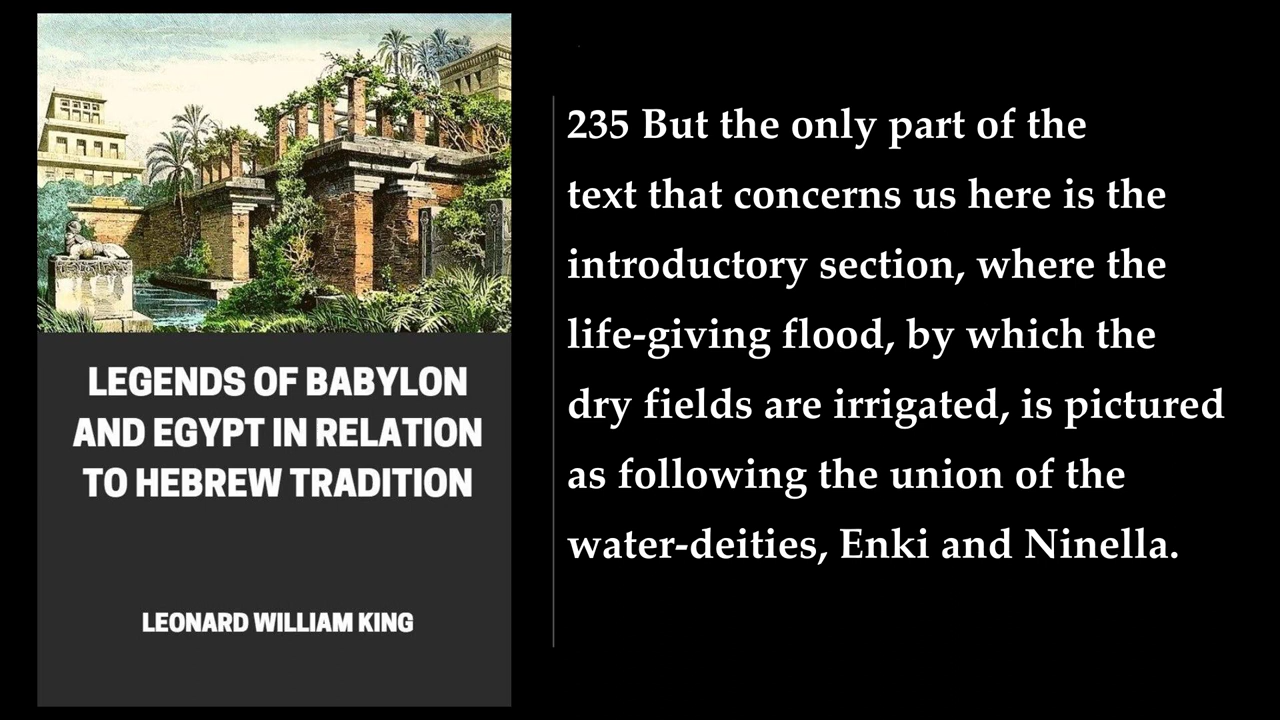 LEGENDS OF BABYLON
AND EGYPT IN RELATION
TO HEBREW TRADITION
LEONARD WILLIAM KING
235 But the only part of the
text that concerns us here is the
introductory section, where the
life-giving flood, by which the
dry fields are irrigated, is pictured
as following the union of the
water-deities, Enki and Ninella.